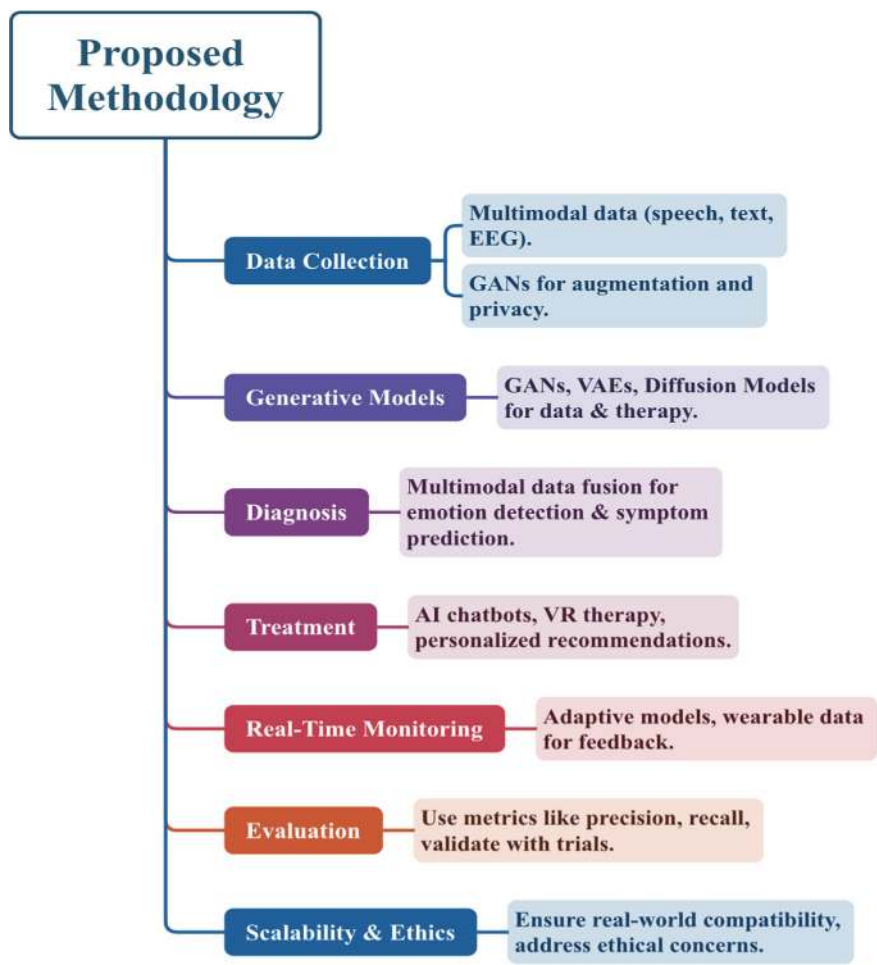 Proposed
Methodology
Data Collection
Multimodal data (speech, text,
EEG).
GANs for augmentation and
privacy.
Generative Models
GANs, VAEs, Diffusion Models
for data & therapy.
Diagnosis
Multimodal data fusion for
emotion detection & symptom
prediction.
Treatment
AI chatbots, VR therapy,
personalized recommendations.
Real-Time Monitoring
Adaptive models, wearable data
for feedback.
Evaluation
Use metrics like precision, recall,
validate with trials.
Scalability & Ethics
Ensure real-world compatibility,
address ethical concerns.